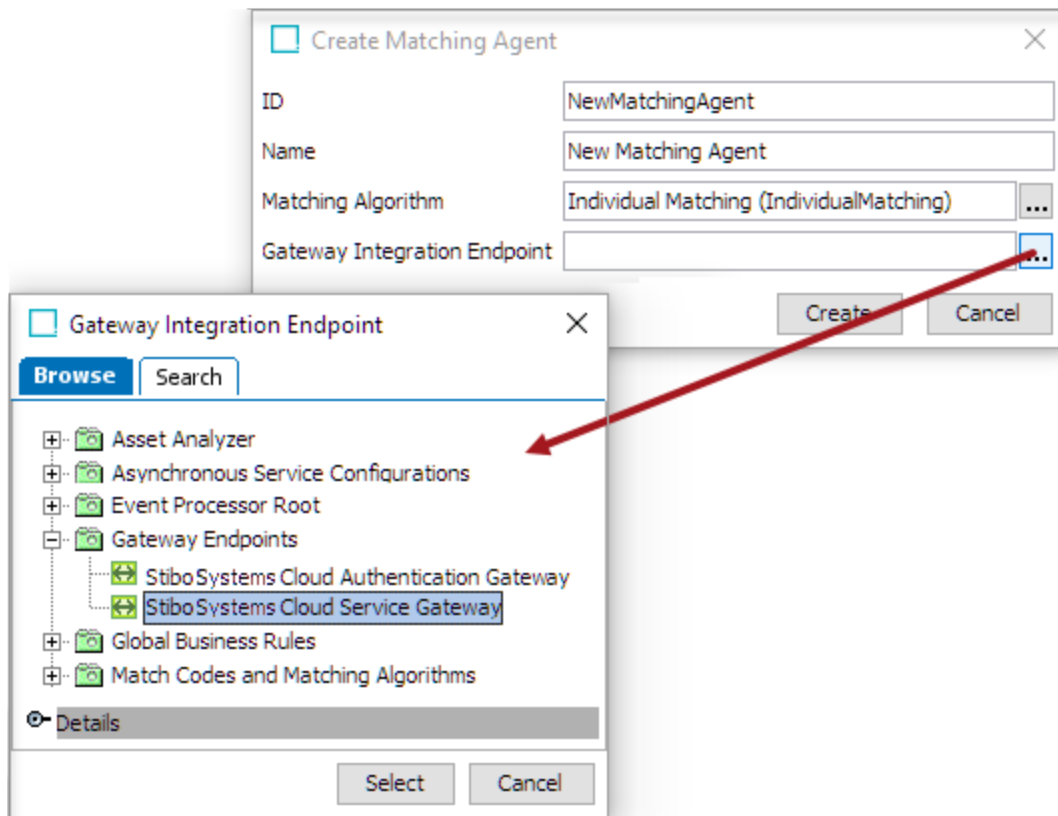 Create Matching Agent
ID NewMatchingAgent
Name New Matching Agent
Matching Algorithm Individual Matching (IndividualMatching) ...
Gateway Integration Endpoint ...
Create Cancel
Gateway Integration Endpoint
Browse Search
Asset Analyzer
Asynchronous Service Configurations
Event Processor Root
Gateway Endpoints
StiboSystems Cloud Authentication Gateway
StiboSystems Cloud Service Gateway
Global Business Rules
Match Codes and Matching Algorithms
Details
Select Cancel